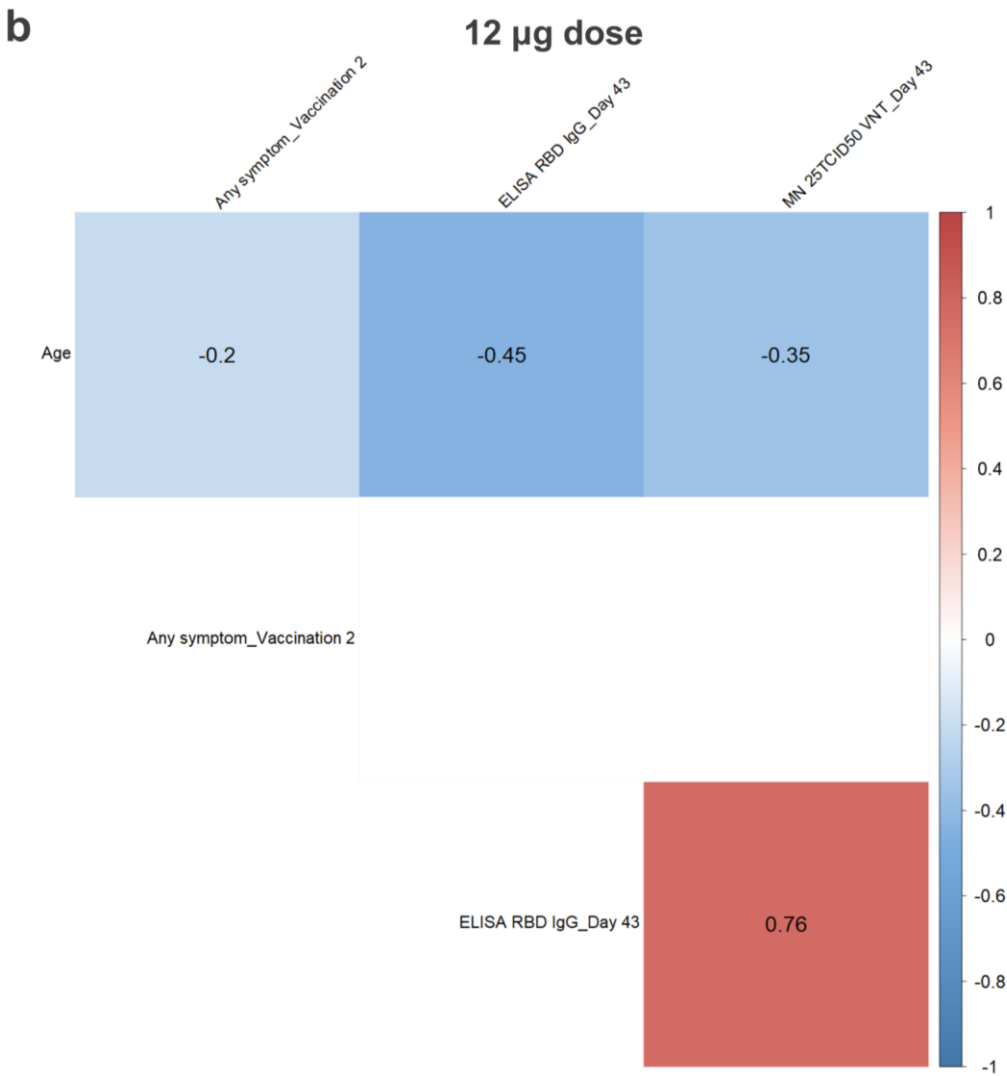 b
12 µg dose
Any symptom_Vaccination 2
ELISA RBD IgG_Day 43
MN 25TCID50 VNT_Day 43
Age
-0.2
-0.45
-0.35
Any symptom_Vaccination 2
ELISA RBD IgG_Day 43
0.76
1
0.8
0.6
0.4
0.2
0
-0.2
-0.4
-0.6
-0.8
-1